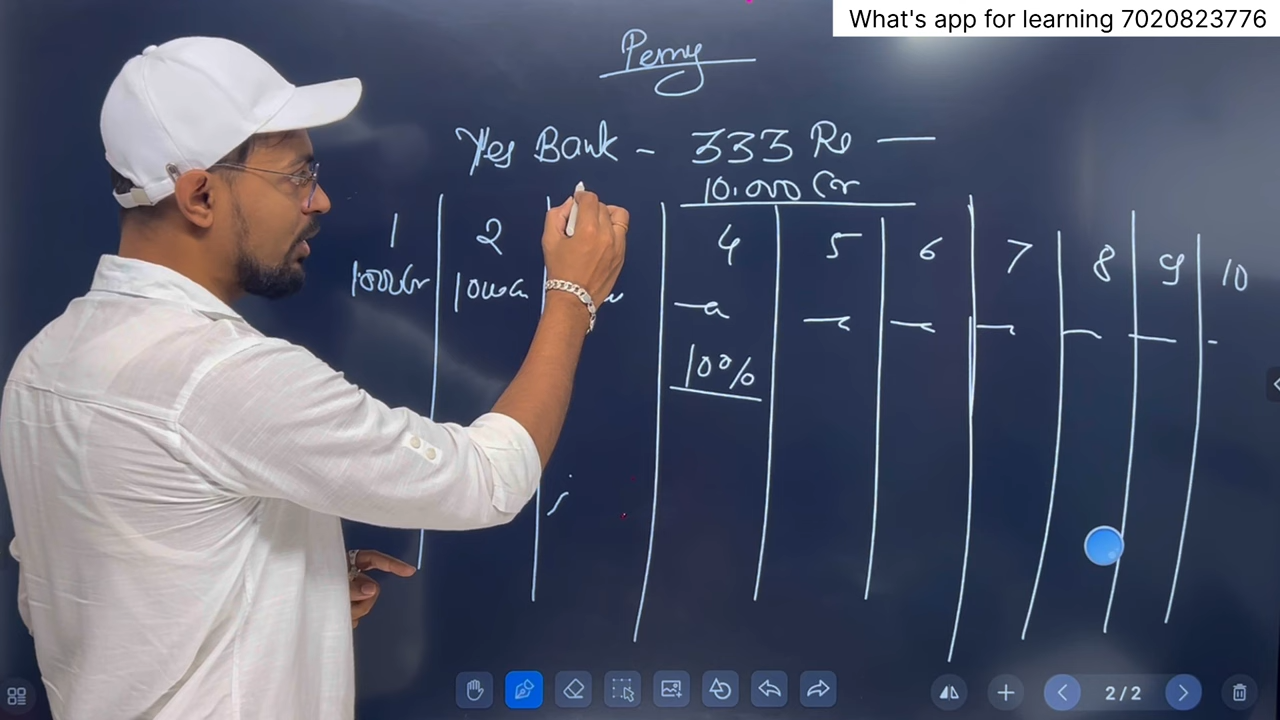 What's app for learning 7020823776
Penny
Yes Bank - 333 Rs
10.000 Cr
1 2 4 5 6 7 8 9 10
1000Cr 1000Cr
10%
2/2